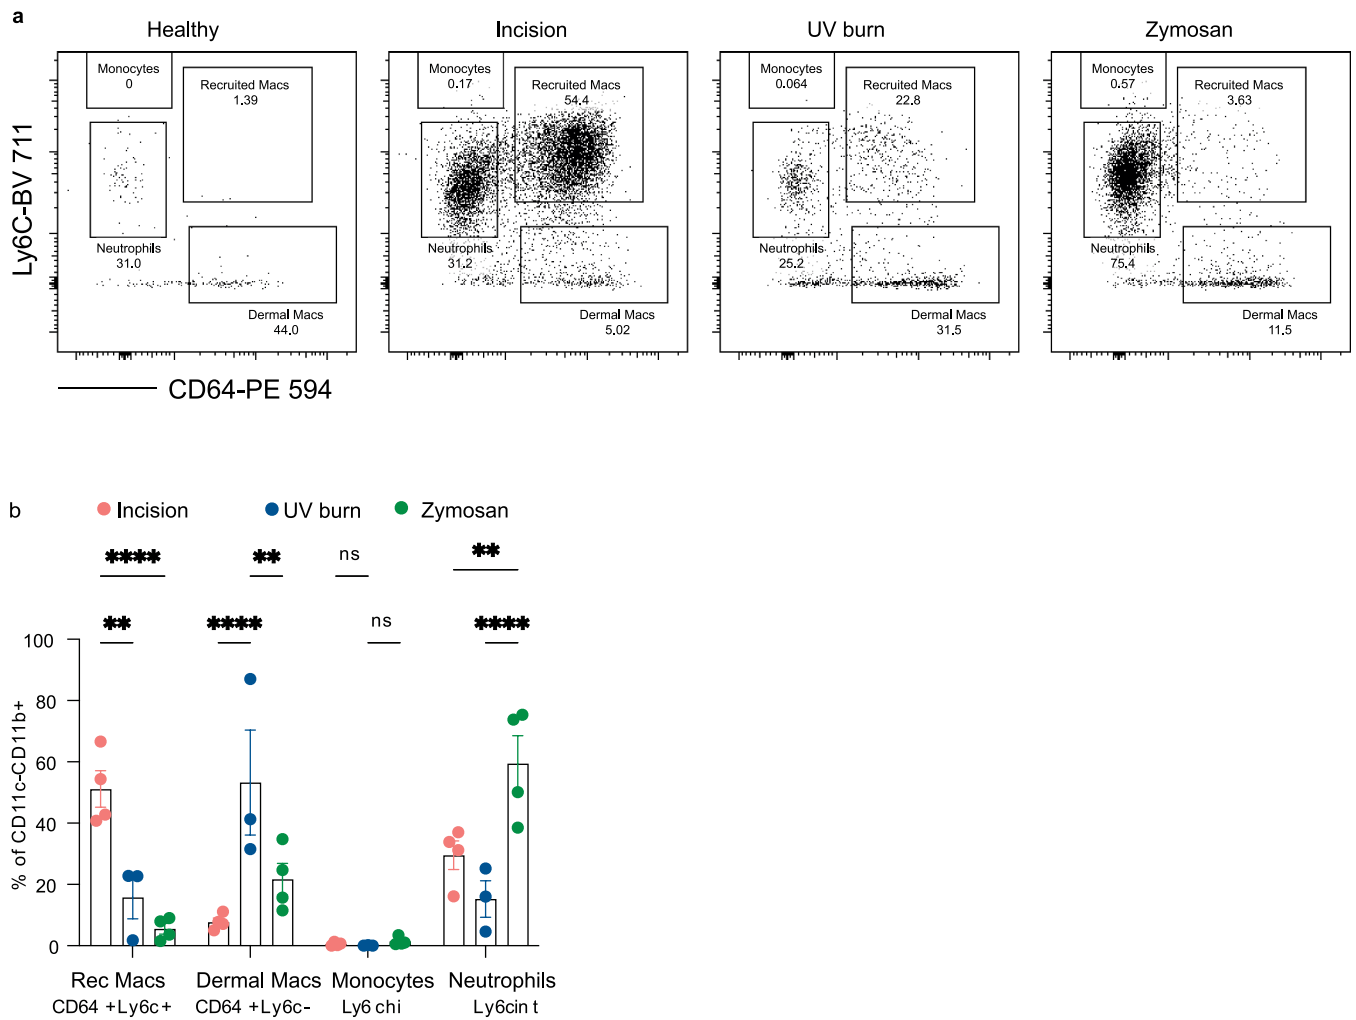 a
Healthy
Incision
UV burn
Zymosan
Ly6C-BV 711
Monocytes
0
Recruited Macs
1.39
Neutrophils
31.0
Dermal Macs
44.0
Monocytes
0.17
Recruited Macs
54.4
Neutrophils
31.2
Dermal Macs
5.02
Monocytes
0.064
Recruited Macs
22.8
Neutrophils
25.2
Dermal Macs
31.5
Monocytes
0.57
Recruited Macs
3.63
Neutrophils
75.4
Dermal Macs
11.5
CD64-PE 594
b
Incision
UV burn
Zymosan
****
**
ns
**
**
****
ns
****
% of CD11c-CD11b+
100
80
60
40
20
0
Rec Macs
Dermal Macs
Monocytes
Neutrophils
CD64 +Ly6c+
CD64 +Ly6c-
Ly6 chi
Ly6cin t